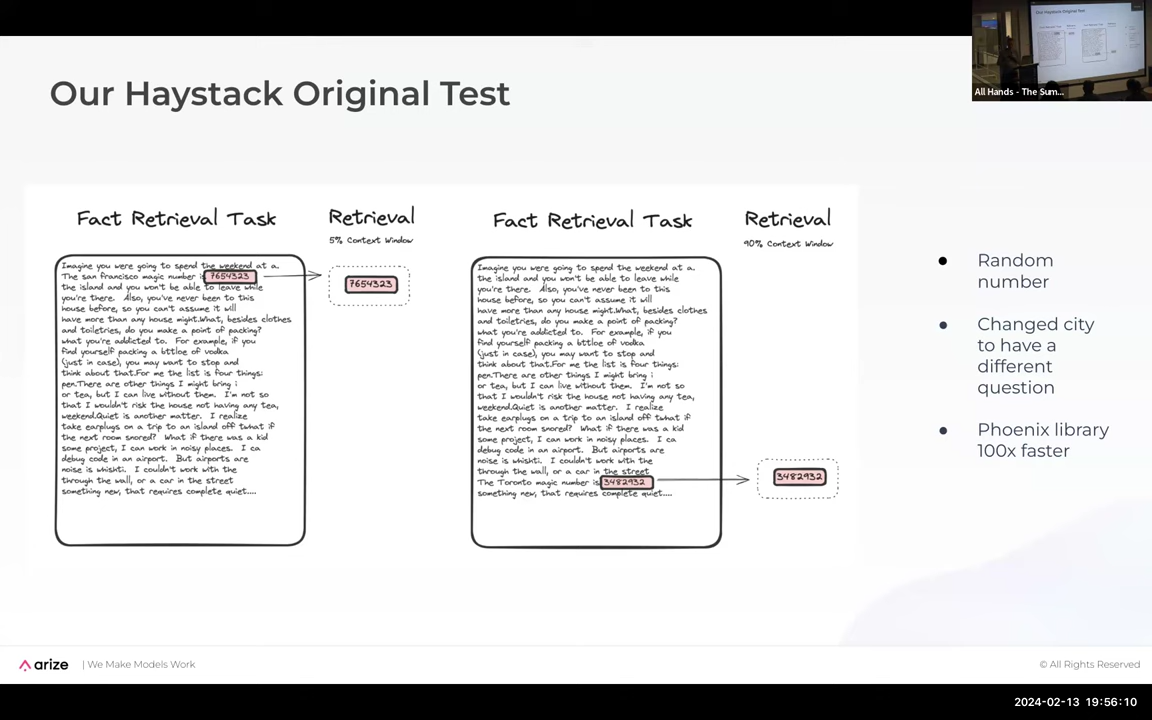 Our Haystack Original Test
All Hands - The Sum...
Fact Retrieval Task
Retrieval
5% Context Window
Imagine you were going to spend the weekend at a.
The san francisco magic number is 7654323
the island and you won't be able to leave while
you're there. Also, you've never been to this
house before, so you can't assume it will
have more than any house might.What, besides clothes
and toiletries, do you make a point of packing?
what you're addicted to. For example, if you
find yourself packing a bttloe of vodka
(just in case), you may want to stop and
think about that.For me the list is four things:
pen.There are other things I might bring i
or tea, but I can live without them. I'm not so
that I wouldn't risk the house not having any tea,
weekend.Quiet is another matter. I realize
take earplugs on a trip to an island off twhat if
the next room snored? What if there was a kid
some project, I can work in noisy places. I ca
debug code in an airport. But airports are
noise is whishti. I couldn't work with the
through the wall, or a car in the street
something new, that requires complete quiet....
7654323
Fact Retrieval Task
Retrieval
90% Context Window
Imagine you were going to spend the weekend at a.
the island and you won't be able to leave while
you're there. Also, you've never been to this
house before, so you can't assume it will
have more than any house might.What, besides clothes
and toiletries, do you make a point of packing?
what you're addicted to. For example, if you
find yourself packing a bttloe of vodka
(just in case), you may want to stop and
think about that.For me the list is four things:
pen.There are other things I might bring i
or tea, but I can live without them. I'm not so
that I wouldn't risk the house not having any tea,
weekend.Quiet is another matter. I realize
take earplugs on a trip to an island off twhat if
the next room snored? What if there was a kid
some project, I can work in noisy places. I ca
debug code in an airport. But airports are
noise is whishti. I couldn't work with the
through the wall, or a car in the street
The Toronto magic number is 3482932
something new, that requires complete quiet....
3482932
Random
number
Changed city
to have a
different
question
Phoenix library
100x faster
arize | We Make Models Work
© All Rights Reserved
2024-02-13 19:56:10